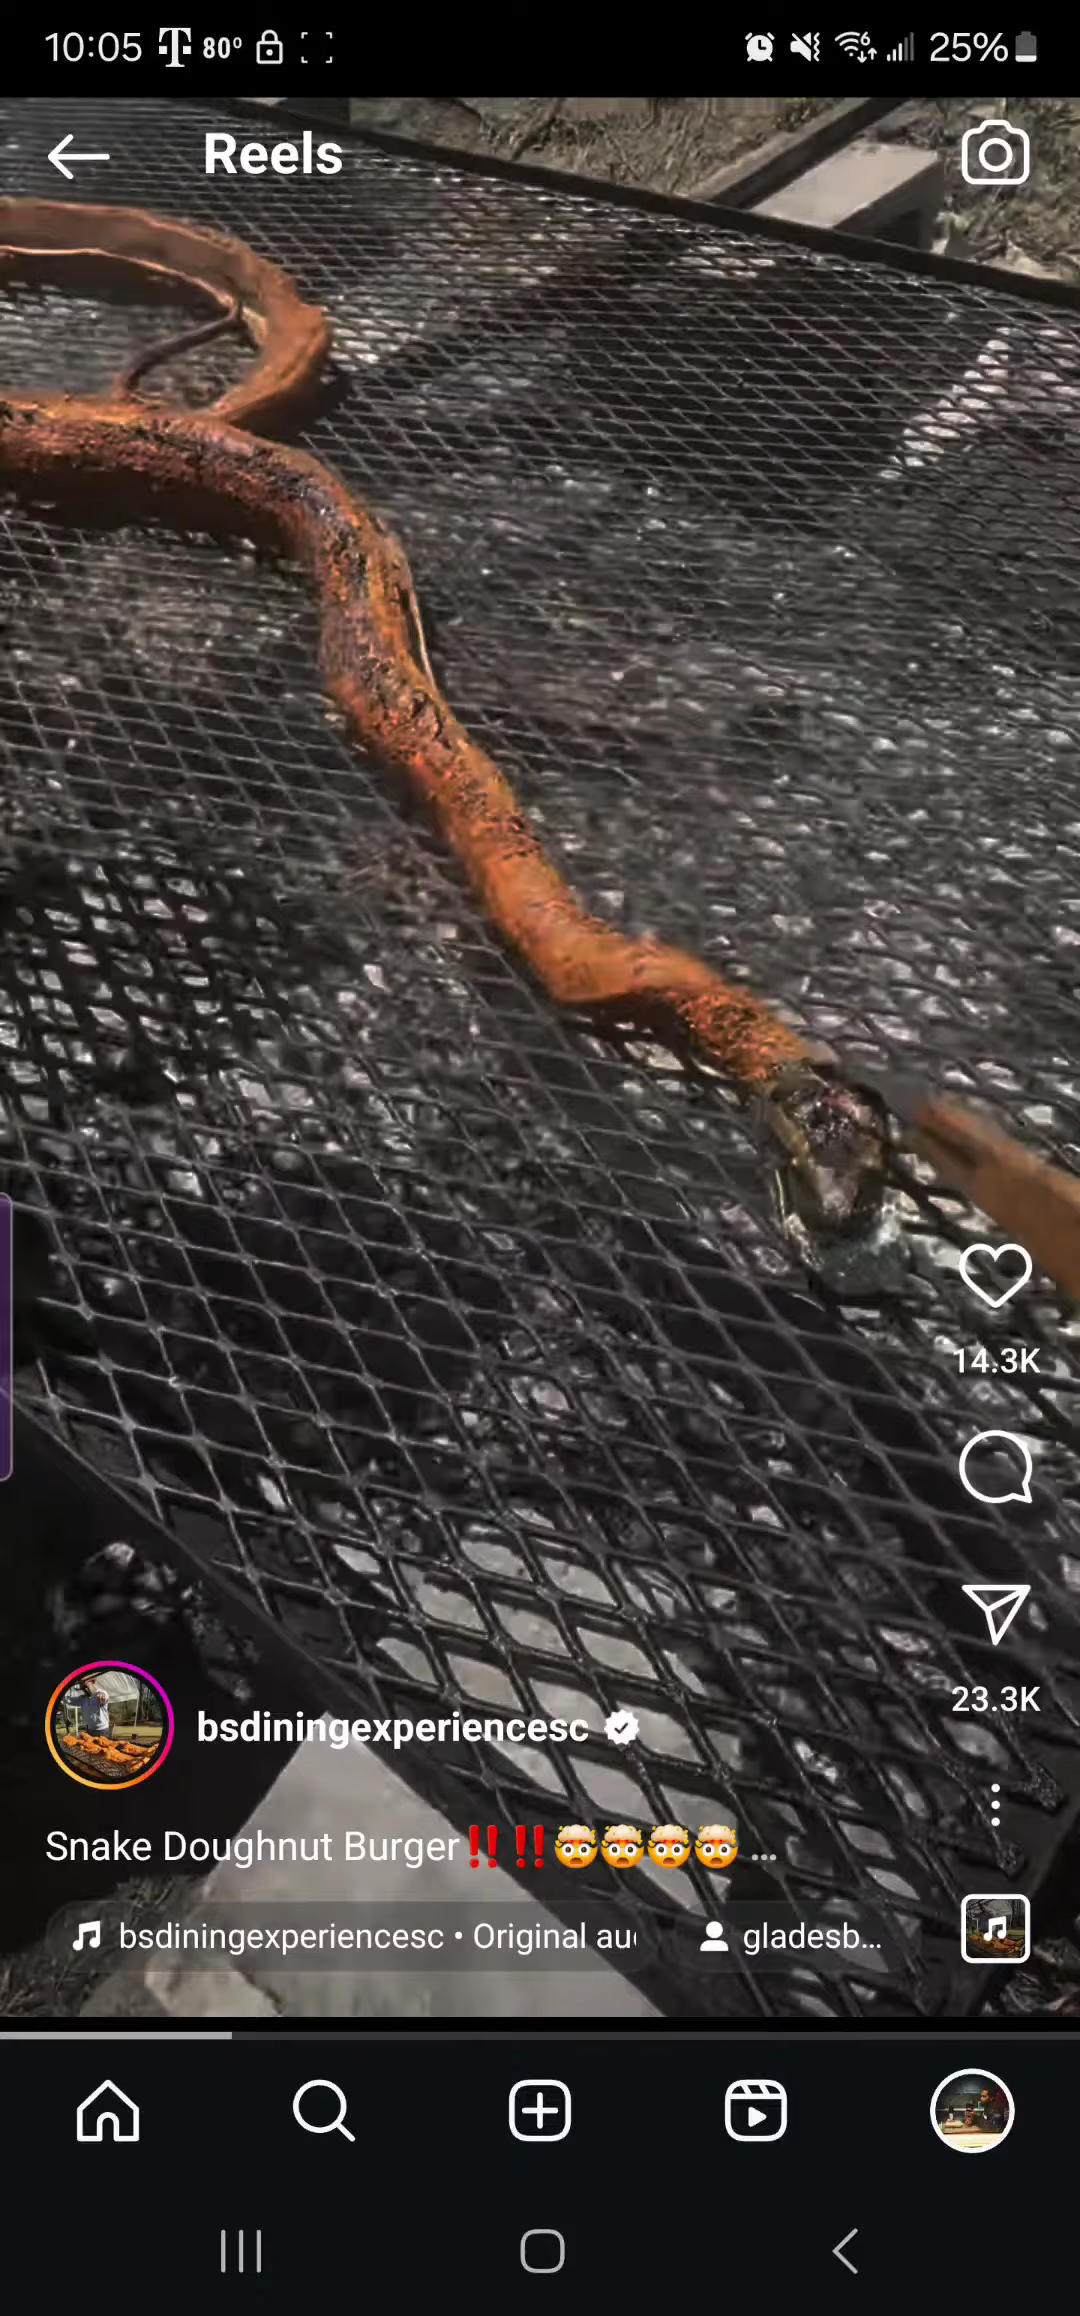 10:05 T 80° 25%
Reels
14.3K
23.3K
bsdiningexperiencesc
Snake Doughnut Burger‼️‼️🤯🤯🤯🤯 ...
bsdiningexperiencesc • Original au
gladesb...